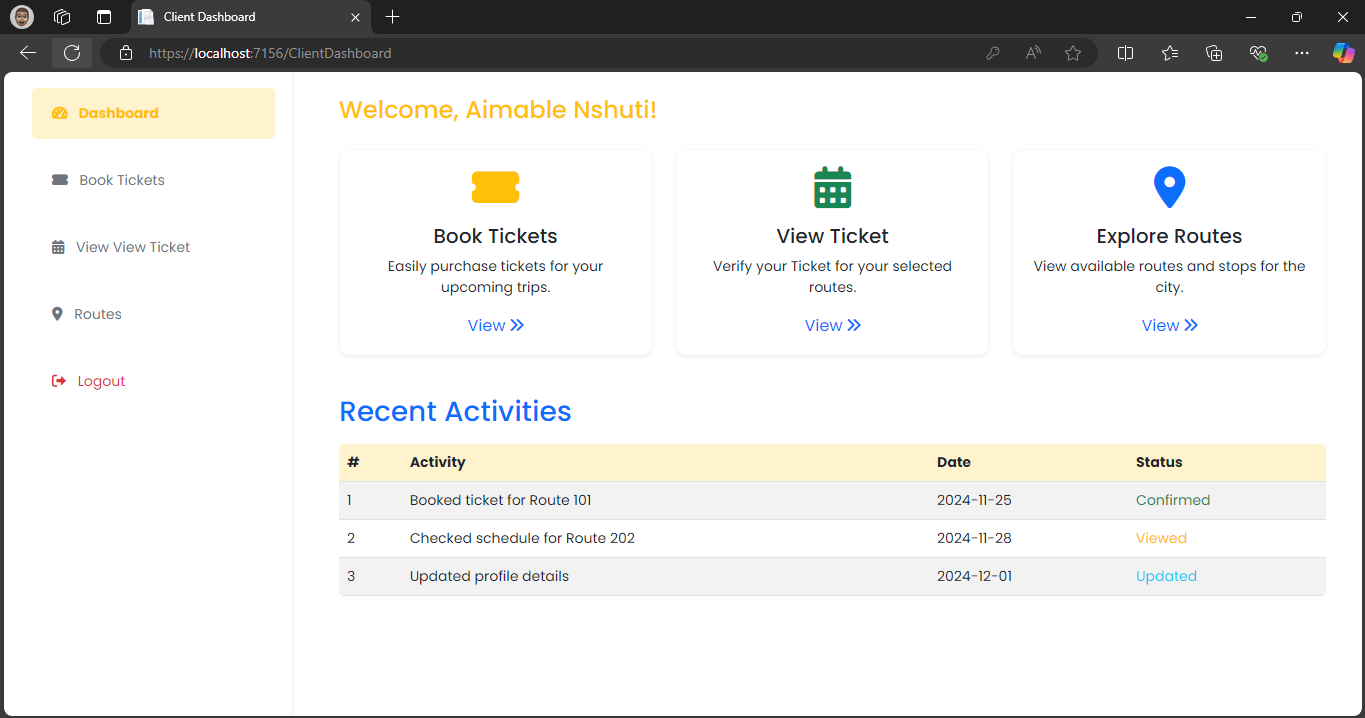 Client Dashboard
https://localhost:7156/ClientDashboard
Dashboard
Book Tickets
View View Ticket
Routes
Logout
Welcome, Aimable Nshuti!
Book Tickets
Easily purchase tickets for your
upcoming trips.
View
View Ticket
Verify your Ticket for your selected
routes.
View
Explore Routes
View available routes and stops for the
city.
View
Recent Activities
# Activity Date Status
1 Booked ticket for Route 101 2024-11-25 Confirmed
2 Checked schedule for Route 202 2024-11-28 Viewed
3 Updated profile details 2024-12-01 Updated